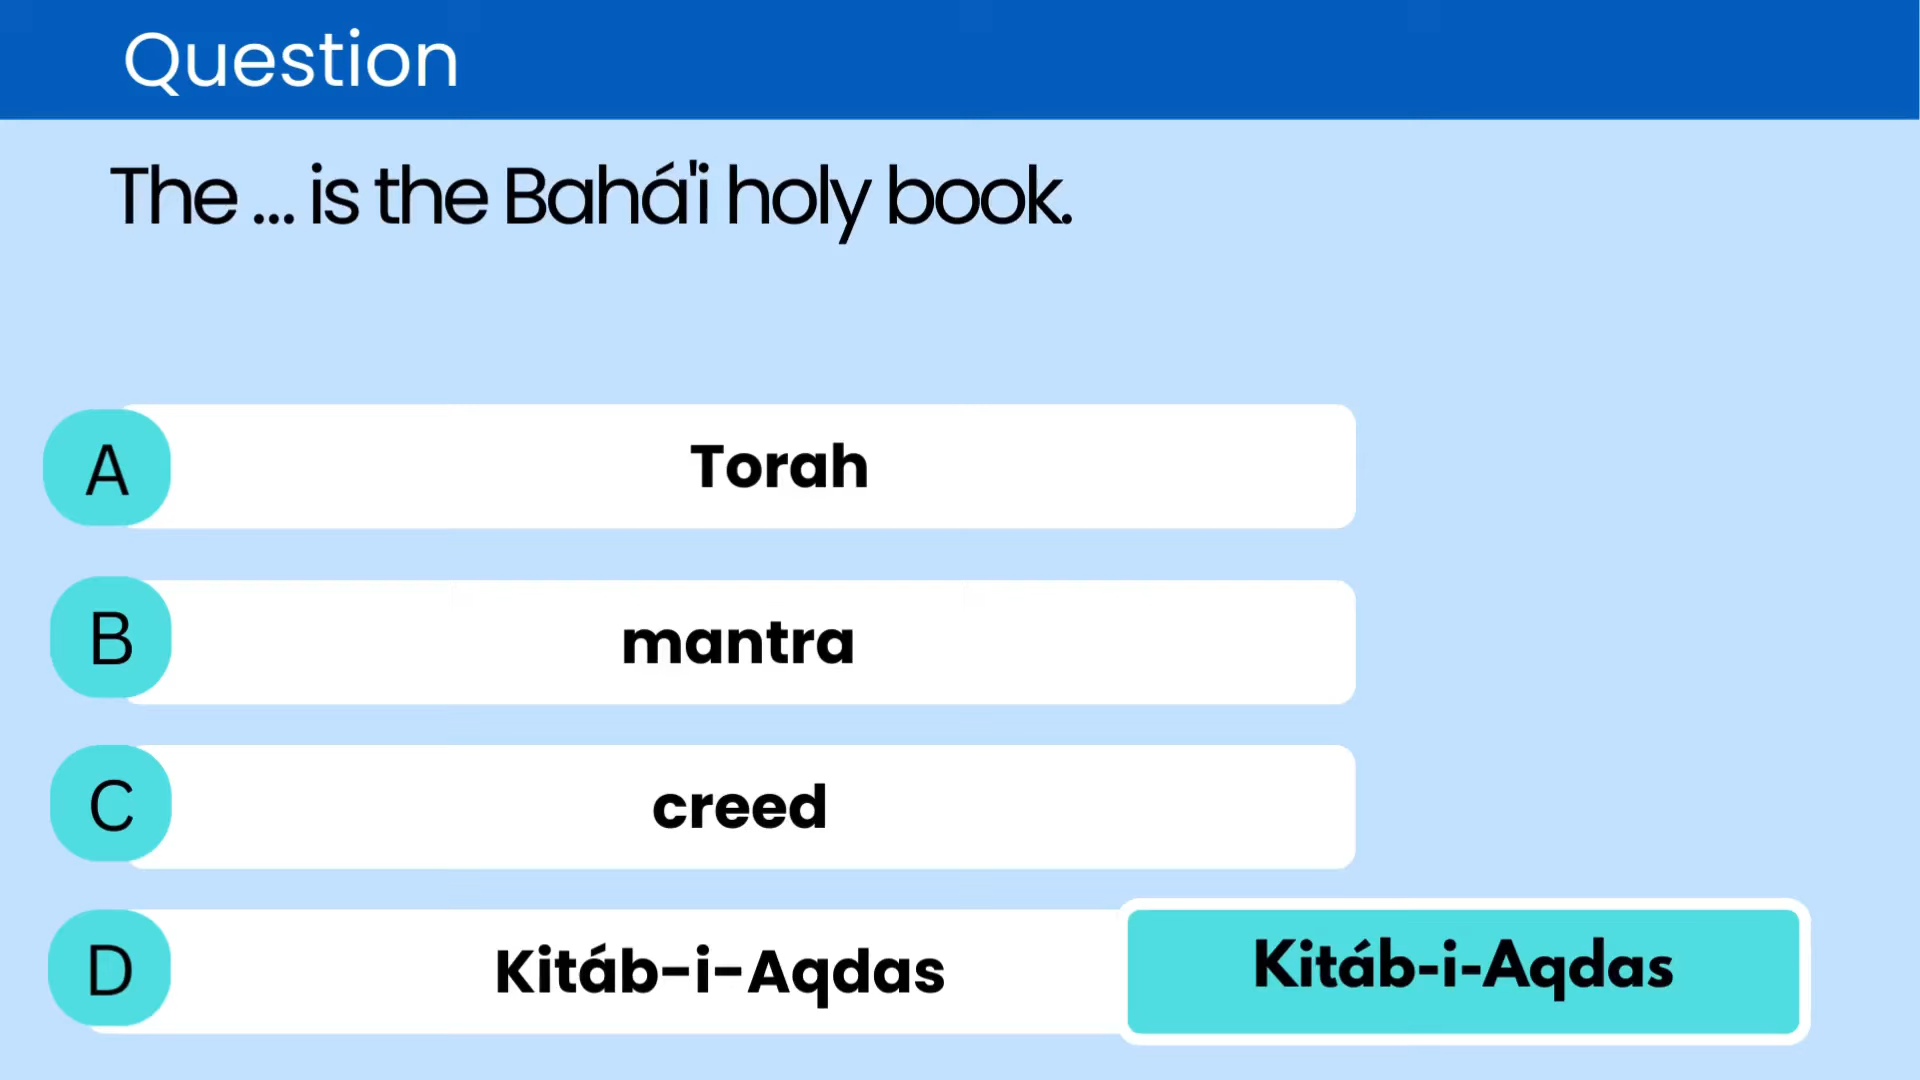 Question
The ... is the Bahá'i holy book.
A
Torah
B
mantra
C
creed
D
Kitáb-i-Aqdas
Kitáb-i-Aqdas